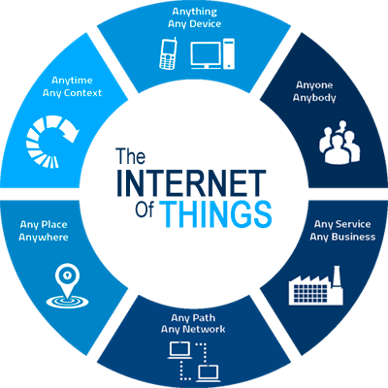 Anything
Any Device
Anyone
Anybody
Any Service
Any Business
Any Path
Any Network
Any Place
Anywhere
Anytime
Any Context
The
INTERNET
Of THINGS